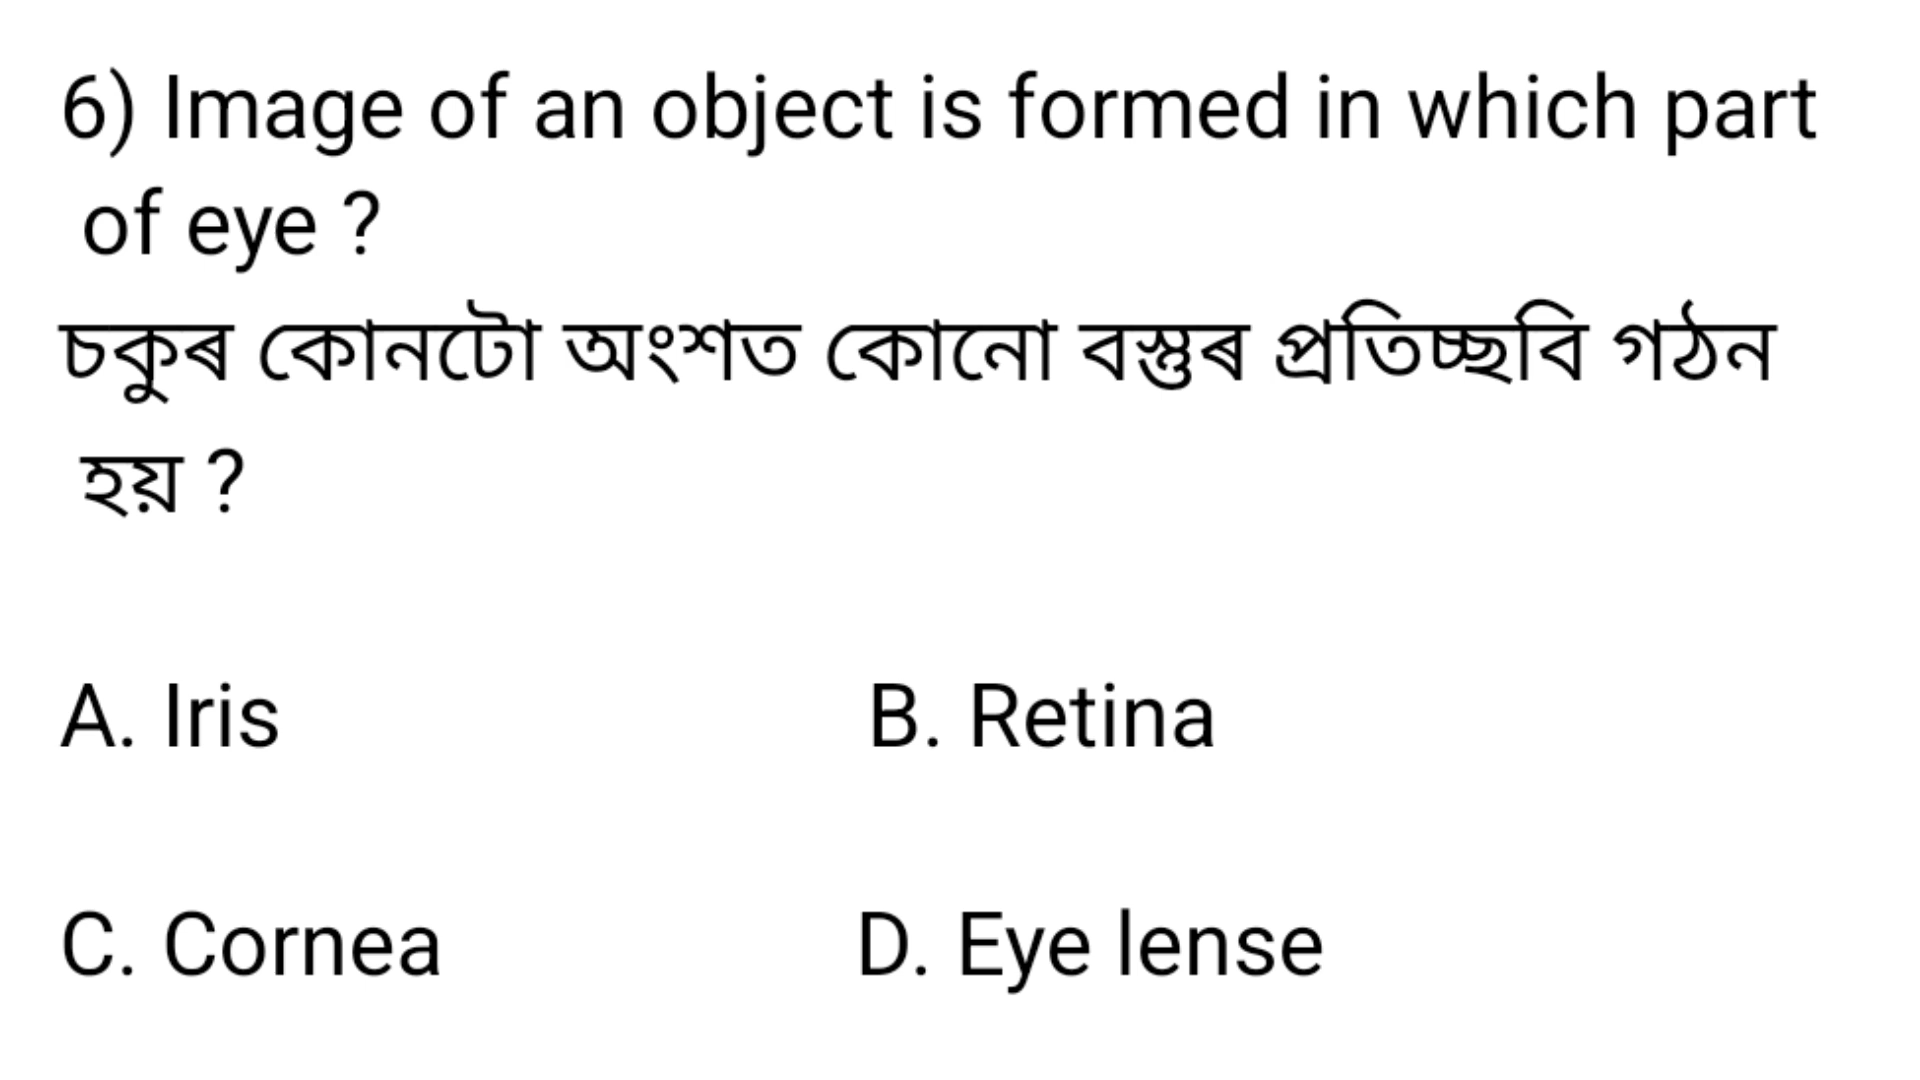 6) Image of an object is formed in which part
of eye ?
চকুৰ কোনটো অংশত কোনো বস্তুৰ প্ৰতিচ্ছবি গঠন
হয় ?
A. Iris B. Retina
C. Cornea D. Eye lense